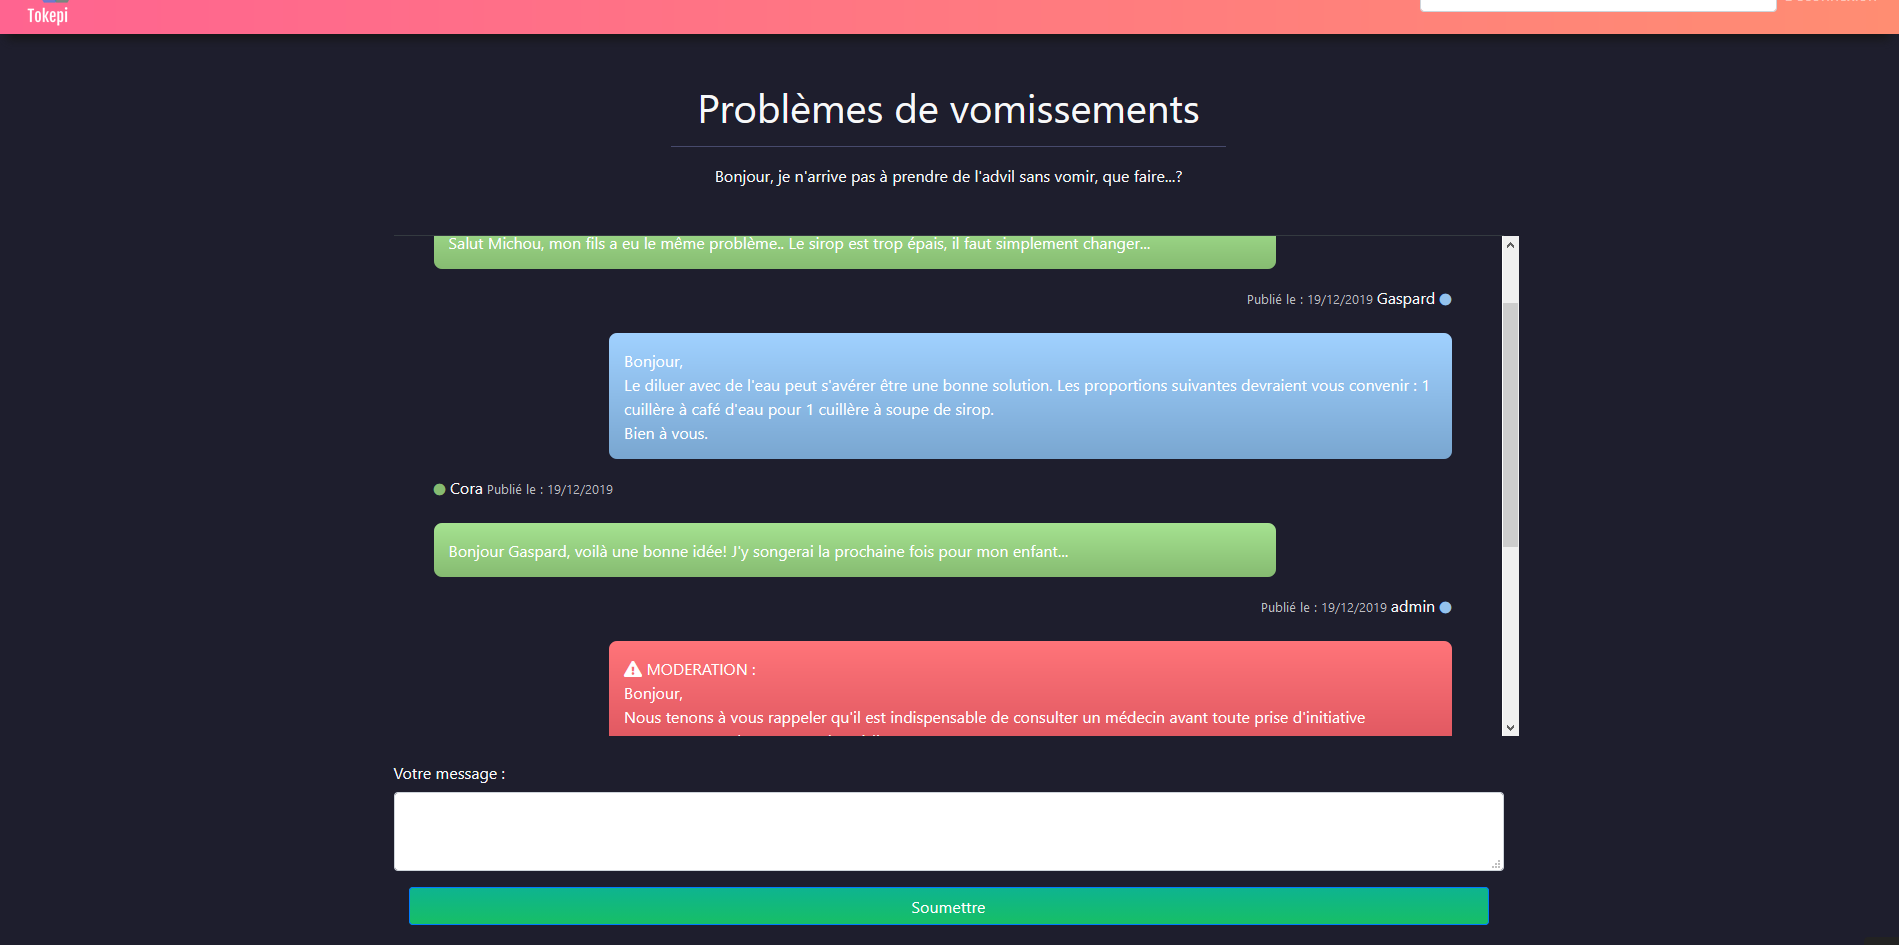 Tokepi
Problèmes de vomissements
Bonjour, je n'arrive pas à prendre de l'advil sans vomir, que faire...?
Salut Michou, mon fils a eu le même problème.. Le sirop est trop épais, il faut simplement changer...
Publié le : 19/12/2019 Gaspard
Bonjour,
Le diluer avec de l'eau peut s'avérer être une bonne solution. Les proportions suivantes devraient vous convenir : 1
cuillère à café d'eau pour 1 cuillère à soupe de sirop.
Bien à vous.
Cora Publié le : 19/12/2019
Bonjour Gaspard, voilà une bonne idée! J'y songerai la prochaine fois pour mon enfant...
Publié le : 19/12/2019 admin
MODERATION :
Bonjour,
Nous tenons à vous rappeler qu'il est indispensable de consulter un médecin avant toute prise d'initiative
Votre message :
Soumettre